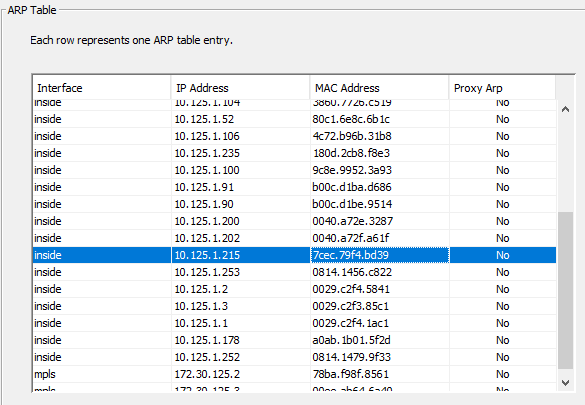 ARP Table
Each row represents one ARP table entry.
Interface IP Address MAC Address Proxy Arp
inside 10.125.1.104 3860.7726.c519 No
inside 10.125.1.52 80c1.6e8c.6b1c No
inside 10.125.1.106 4c72.b96b.31b8 No
inside 10.125.1.235 180d.2cb8.f8e3 No
inside 10.125.1.100 9c8e.9952.3a93 No
inside 10.125.1.91 b00c.d1ba.d686 No
inside 10.125.1.90 b00c.d1be.9514 No
inside 10.125.1.200 0040.a72e.3287 No
inside 10.125.1.202 0040.a72f.a61f No
inside 10.125.1.215 7cec.79f4.bd39 No
inside 10.125.1.253 0814.1456.c822 No
inside 10.125.1.2 0029.c2f4.5841 No
inside 10.125.1.3 0029.c2f3.85c1 No
inside 10.125.1.1 0029.c2f4.1ac1 No
inside 10.125.1.178 a0ab.1b01.5f2d No
inside 10.125.1.252 0814.1479.9f33 No
mpls 172.30.125.2 78ba.f98f.8561 No
mpls 172.30.125.3 No